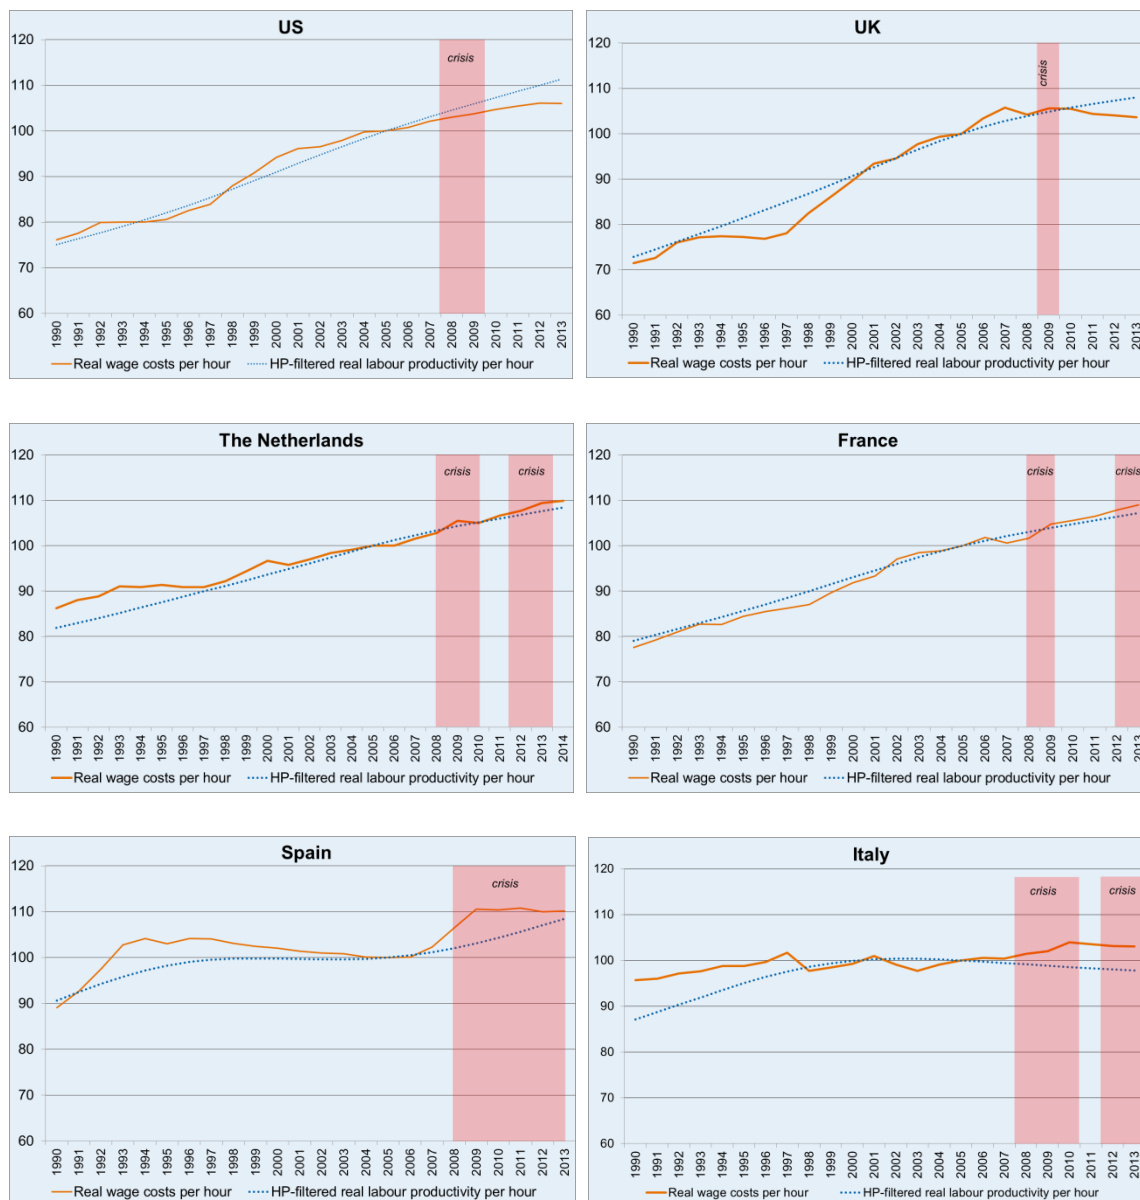 US
120
110
100
90
80
70
60
crisis
1990 1991 1992 1993 1994 1995 1996 1997 1998 1999 2000 2001 2002 2003 2004 2005 2006 2007 2008 2009 2010 2011 2012 2013
Real wage costs per hour HP-filtered real labour productivity per hour
UK
120
110
100
90
80
70
60
crisis
1990 1991 1992 1993 1994 1995 1996 1997 1998 1999 2000 2001 2002 2003 2004 2005 2006 2007 2008 2009 2010 2011 2012 2013
Real wage costs per hour HP-filtered real labour productivity per hour
The Netherlands
120
110
100
90
80
70
60
crisis crisis
1990 1991 1992 1993 1994 1995 1996 1997 1998 1999 2000 2001 2002 2003 2004 2005 2006 2007 2008 2009 2010 2011 2012 2013 2014
Real wage costs per hour HP-filtered real labour productivity per hour
France
120
110
100
90
80
70
60
crisis crisis
1990 1991 1992 1993 1994 1995 1996 1997 1998 1999 2000 2001 2002 2003 2004 2005 2006 2007 2008 2009 2010 2011 2012 2013
Real wage costs per hour HP-filtered real labour productivity per hour
Spain
120
110
100
90
80
70
60
crisis
1990 1991 1992 1993 1994 1995 1996 1997 1998 1999 2000 2001 2002 2003 2004 2005 2006 2007 2008 2009 2010 2011 2012 2013
Real wage costs per hour HP-filtered real labour productivity per hour
Italy
120
110
100
90
80
70
60
crisis crisis
1990 1991 1992 1993 1994 1995 1996 1997 1998 1999 2000 2001 2002 2003 2004 2005 2006 2007 2008 2009 2010 2011 2012 2013
Real wage costs per hour HP-filtered real labour productivity per hour